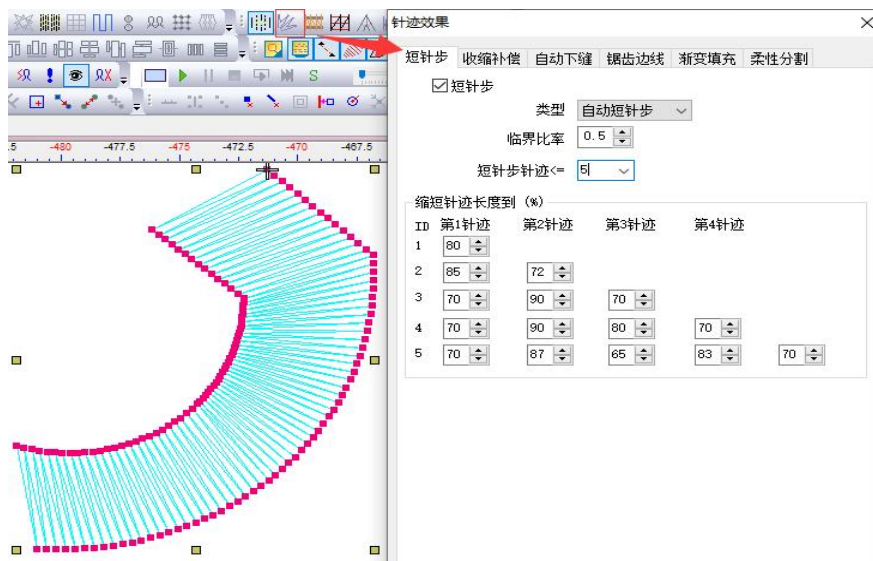 针迹效果
短针步 收缩补偿 自动下缝 锯齿边线 渐变填充 柔性分割
短针步
类型 自动短针步
临界比率 0.5
短针步针迹<= 5
缩短针迹长度到 (%)
ID 第1针迹 第2针迹 第3针迹 第4针迹
1 80
2 85 72
3 70 90 70
4 70 90 80 70
5 70 87 65 83 70
.5 -480 -477.5 -475 -472.5 -470 -467.5